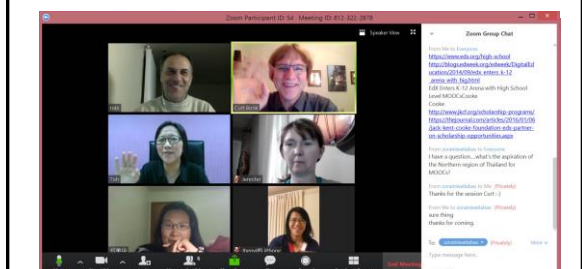 Zoom Participant ID: 54 Meeting ID: 812-322-2878
Speaker View
Zoom Group Chat
From Me to Everyone
https://www.edx.org/high-school
http://blogs.edweek.org/edweek/DigitalEd
ucation/2014/09/edx_enters_k-12
_arena_with_hig.html
EdX Enters K-12 Arena with High School
Level MOOCsCooke
Cooke
http://www.jkcf.org/scholarship-programs/
https://thejournal.com/articles/2016/01/06
/jack-kent-cooke-foundation-edx-partner-
on-scholarship-opportunities.aspx
to Everyone
I have a question...what's the aspiration of
the Northern region of Thailand for
MOOCs?
to Me (Privately)
Thanks for the session Curt :-)
From Me to (Privately)
sure thing
thanks for coming.
To: (Privately) More
Type message here...
Curt Bonk
Jennifer
End Meeting